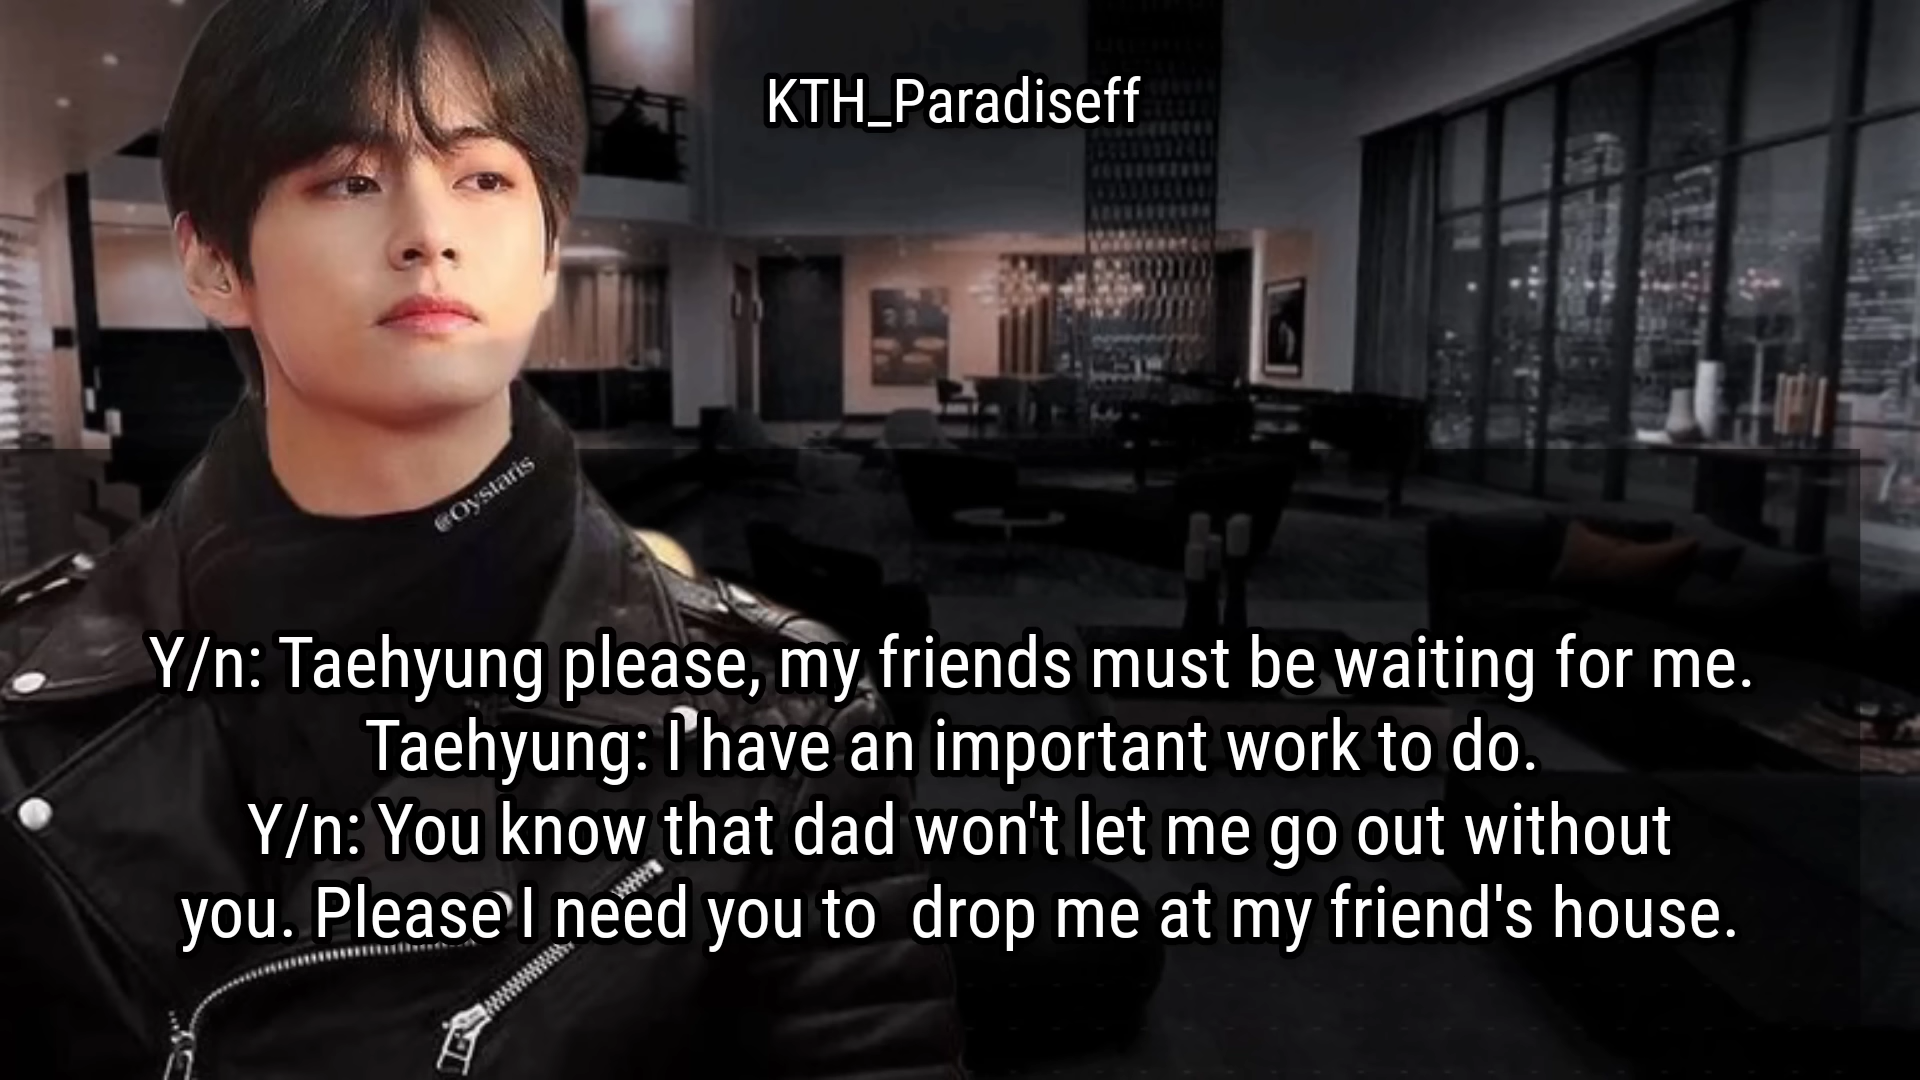 KTH_Paradiseff
@Oystaris
Y/n: Taehyung please, my friends must be waiting for me.
Taehyung: I have an important work to do.
Y/n: You know that dad won't let me go out without
you. Please I need you to  drop me at my friend's house.